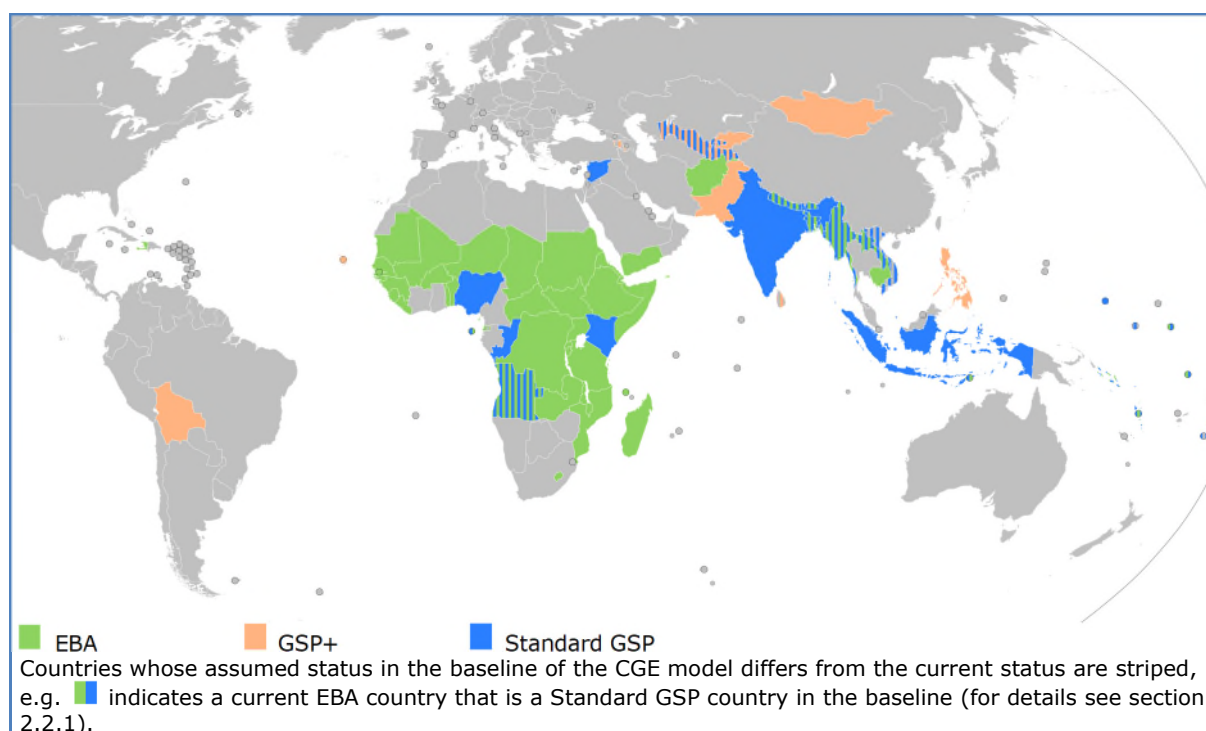 EBA GSP+ Standard GSP
Countries whose assumed status in the baseline of the CGE model differs from the current status are striped,
e.g. indicates a current EBA country that is a Standard GSP country in the baseline (for details see section
2.2.1).